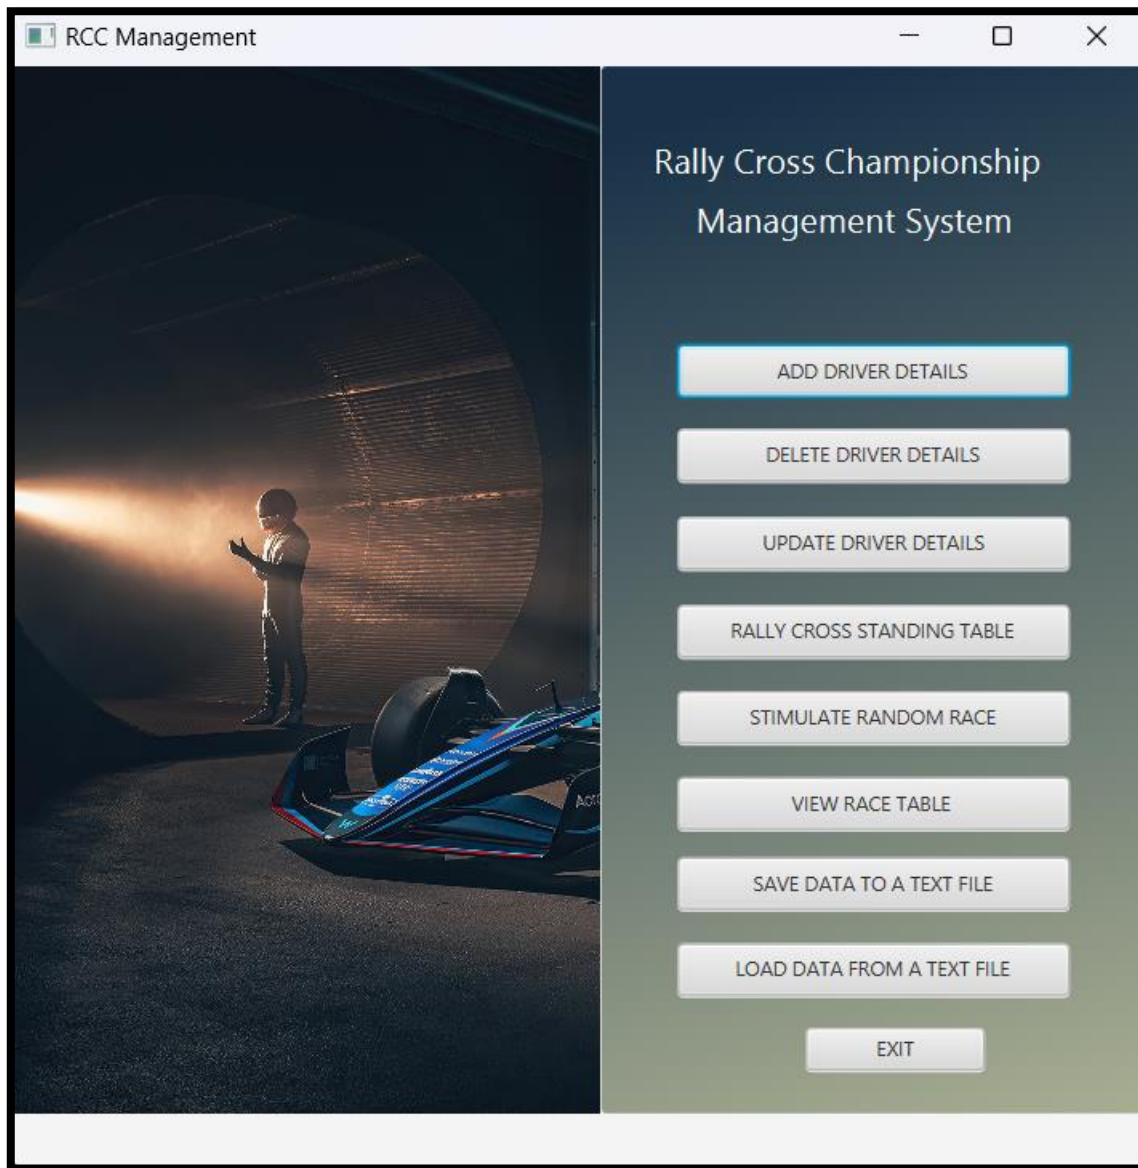 RCC Management
Rally Cross Championship
Management System
ADD DRIVER DETAILS
DELETE DRIVER DETAILS
UPDATE DRIVER DETAILS
RALLY CROSS STANDING TABLE
STIMULATE RANDOM RACE
VIEW RACE TABLE
SAVE DATA TO A TEXT FILE
LOAD DATA FROM A TEXT FILE
EXIT